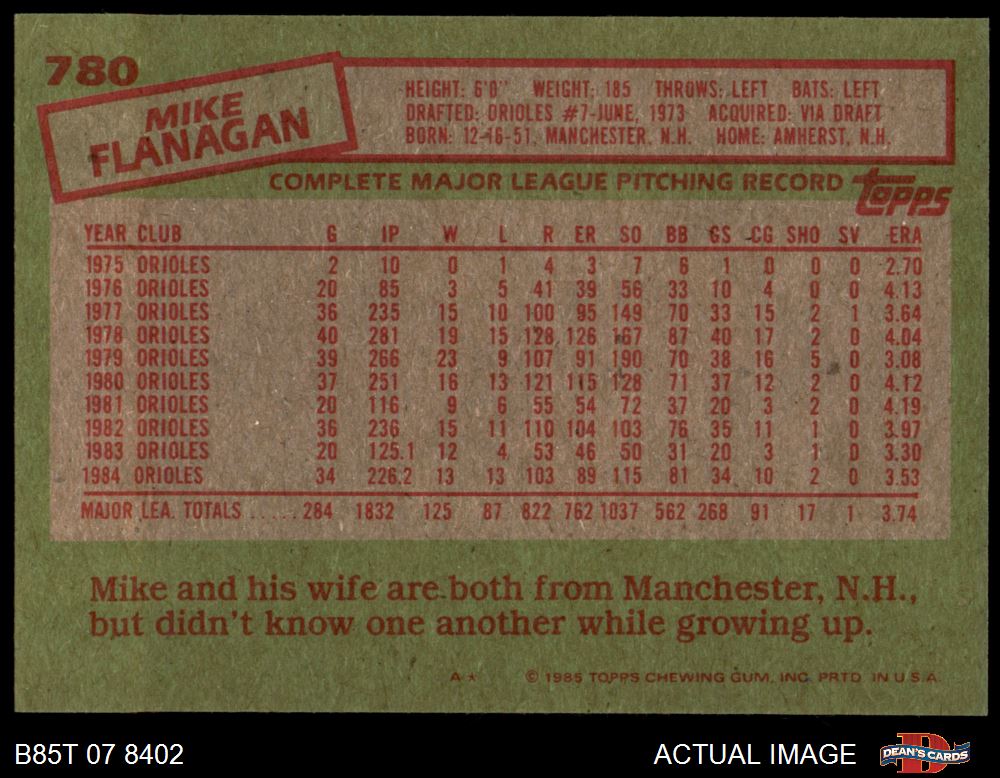 780
MIKE
FLANAGAN
HEIGHT: 6'0" WEIGHT: 185 THROWS: LEFT BATS: LEFT
DRAFTED: ORIOLES #7-JUNE, 1973 ACQUIRED: VIA DRAFT
BORN: 12-16-51, MANCHESTER, N.H. HOME: AMHERST, N.H.
COMPLETE MAJOR LEAGUE PITCHING RECORD topps
YEAR CLUB G IP W L R ER SO BB GS CG SHO SV ERA
1975 ORIOLES 2 10 0 1 4 3 7 6 1 0 0 0 2.70
1976 ORIOLES 20 85 3 5 41 39 56 33 10 4 0 0 4.13
1977 ORIOLES 36 235 15 10 100 95 149 70 33 15 2 1 3.64
1978 ORIOLES 40 281 19 15 128 126 167 87 40 17 2 0 4.04
1979 ORIOLES 39 266 23 9 107 91 190 70 38 16 5 0 3.08
1980 ORIOLES 37 251 16 13 121 115 128 71 37 12 2 0 4.12
1981 ORIOLES 20 116 9 6 55 54 72 37 20 3 2 0 4.19
1982 ORIOLES 36 236 15 11 110 104 103 76 35 11 1 0 3.97
1983 ORIOLES 20 125.1 12 4 53 46 50 31 20 3 1 0 3.30
1984 ORIOLES 34 226.2 13 13 103 89 115 81 34 10 2 0 3.53
MAJOR LEA. TOTALS ..... 284 1832 125 87 822 762 1037 562 268 91 17 1 3.74
Mike and his wife are both from Manchester, N.H.,
but didn't know one another while growing up.
A* © 1985 TOPPS CHEWING GUM, INC. PRTD. IN U.S.A.
B85T 07 8402 ACTUAL IMAGE DEAN'S CARDS